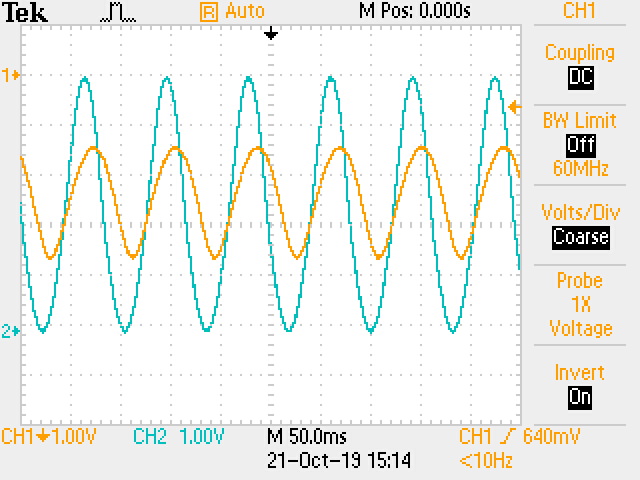 Tek R Auto M Pos: 0.000s CH1
Coupling
DC
BW Limit
Off
60MHz
Volts/Div
Coarse
Probe
1X
Voltage
Invert
On
1
2
CH1 1.00V CH2 1.00V M 50.0ms CH1 640mV
21-Oct-19 15:14 <10Hz